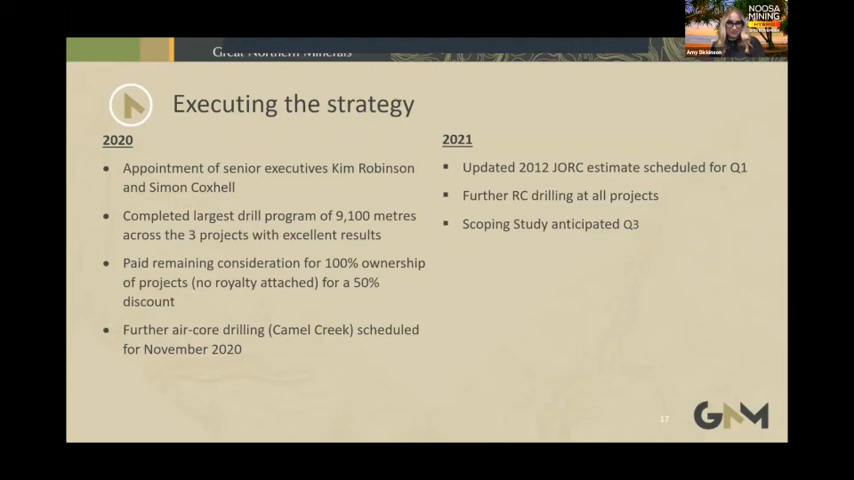 Great Northern Minerals
NOOSA
MINING
HYBRID
Amy Dickinson
Executing the strategy
2020
Appointment of senior executives Kim Robinson
and Simon Coxhell
Completed largest drill program of 9,100 metres
across the 3 projects with excellent results
Paid remaining consideration for 100% ownership
of projects (no royalty attached) for a 50%
discount
Further air-core drilling (Camel Creek) scheduled
for November 2020
2021
Updated 2012 JORC estimate scheduled for Q1
Further RC drilling at all projects
Scoping Study anticipated Q3
17
GNM